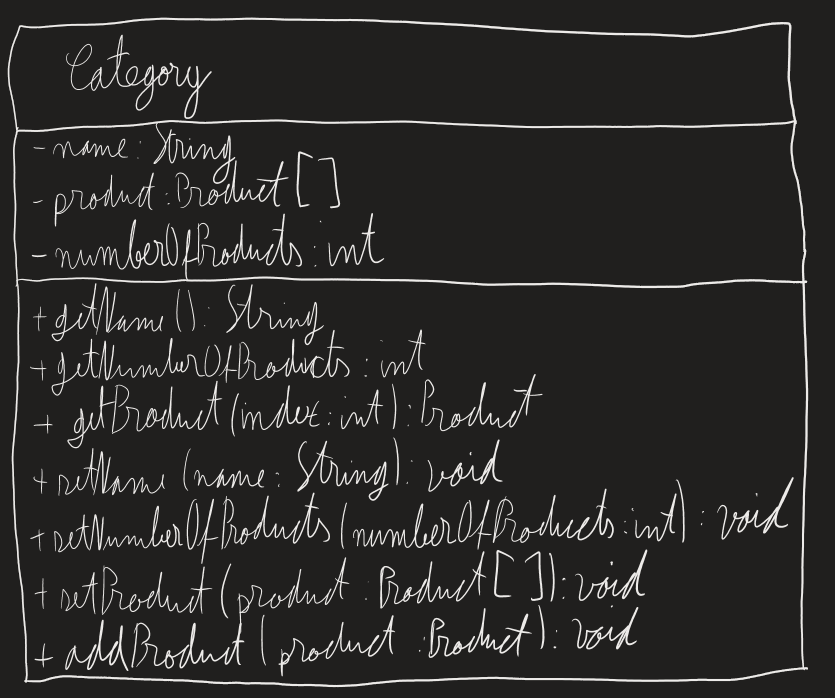 Category
- name: String
- product: Product[]
- numberOfProducts: int
+ getName(): String
+ getNumberOfProducts: int
+ getProduct(index: int): Product
+ setName(name: String): void
+ setNumberOfProducts(numberOfProducts: int): void
+ setProduct(product: Product[]): void
+ addProduct(product: Product): void